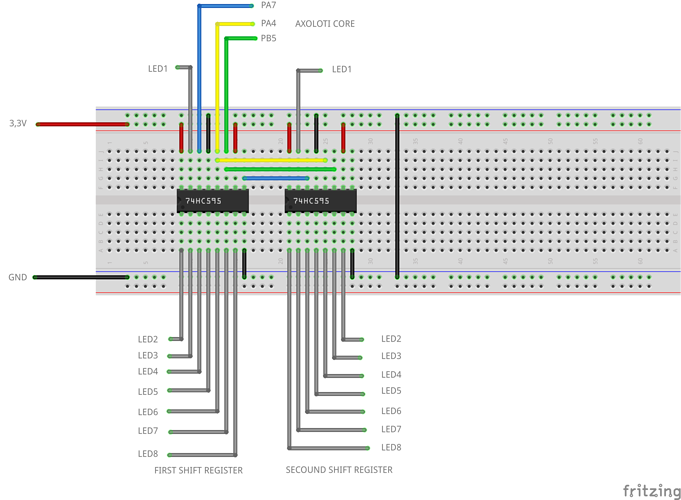 PA7
PA4 AXOLOTI CORE
PB5
LED1 LED1
3,3V
74HC595 74HC595
GND
LED2 LED2
LED3 LED3
LED4 LED4
LED5 LED5
LED6 LED6
LED7 LED7
LED8 LED8
FIRST SHIFT REGISTER SECOUND SHIFT REGISTER
fritzing